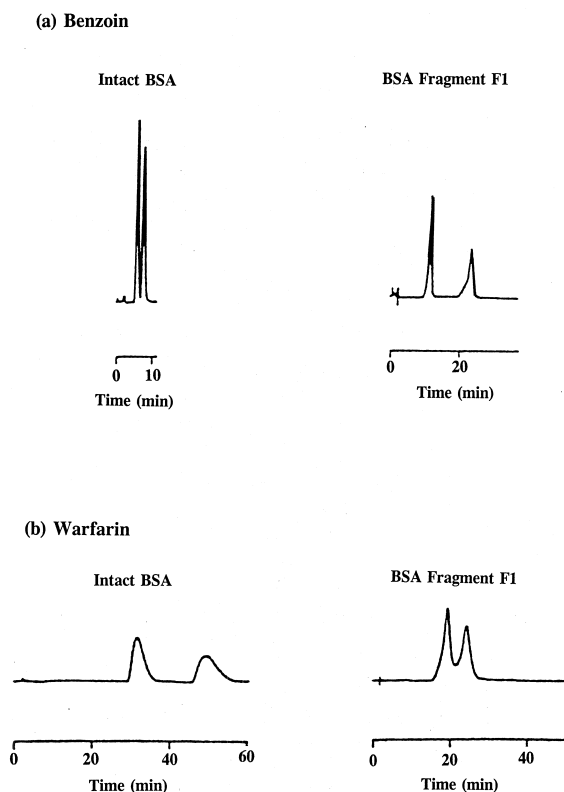 (a) Benzoin
Intact BSA
BSA Fragment F1
0 10
Time (min)
0 20
Time (min)
(b) Warfarin
Intact BSA
BSA Fragment F1
0 20 40 60
Time (min)
0 20 40
Time (min)